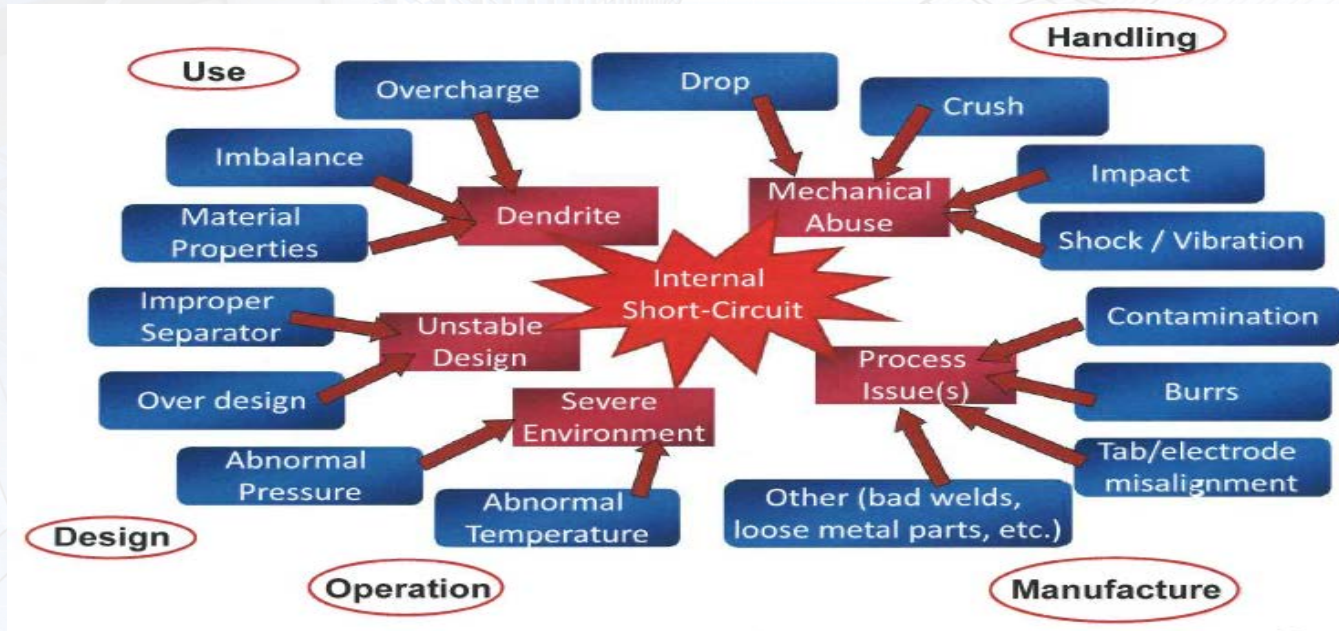 Handling
Use
Overcharge
Drop
Crush
Imbalance
Impact
Material
Properties
Dendrite
Mechanical
Abuse
Shock / Vibration
Internal
Short-Circuit
Improper
Separator
Unstable
Design
Contamination
Process
Issue(s)
Over design
Severe
Environment
Burrs
Abnormal
Pressure
Abnormal
Temperature
Other (bad welds,
loose metal parts, etc.)
Tab/electrode
misalignment
Design
Operation
Manufacture